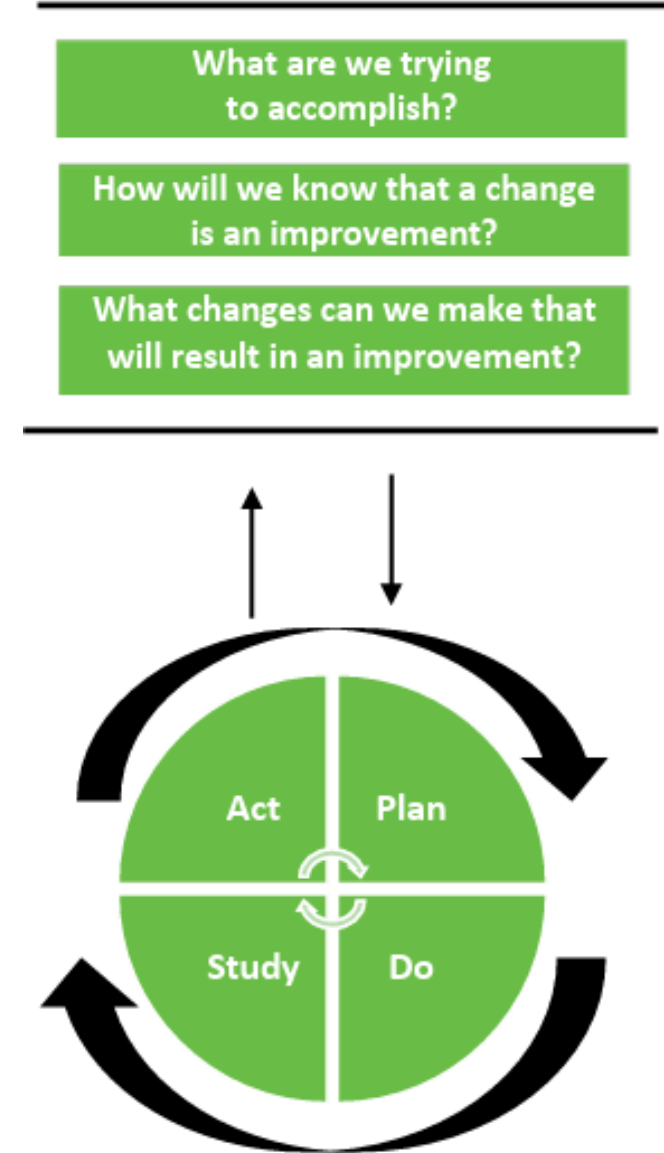 What are we trying
to accomplish?
How will we know that a change
is an improvement?
What changes can we make that
will result in an improvement?
Act
Plan
Study
Do